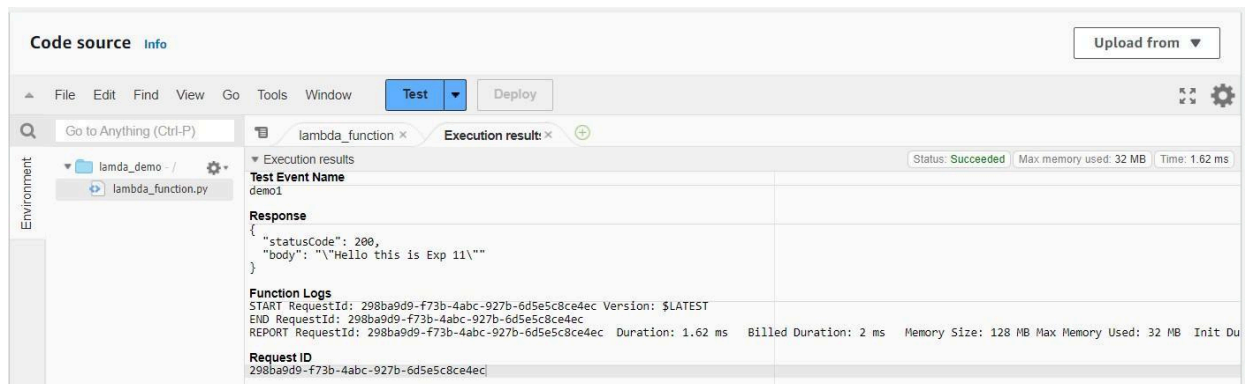 Code source Info
Upload from
File Edit Find View Go Tools Window Test Deploy
Go to Anything (Ctrl-P)
lambda_function × Execution result: ×
Environment
lamda_demo - /
lambda_function.py
Execution results
Status: Succeeded Max memory used: 32 MB Time: 1.62 ms
Test Event Name
demo1
Response
{
"statusCode": 200,
"body": "\"Hello this is Exp 11\""
}
Function Logs
START RequestId: 298ba9d9-f73b-4abc-927b-6d5e5c8ce4ec Version: $LATEST
END RequestId: 298ba9d9-f73b-4abc-927b-6d5e5c8ce4ec
REPORT RequestId: 298ba9d9-f73b-4abc-927b-6d5e5c8ce4ec Duration: 1.62 ms Billed Duration: 2 ms Memory Size: 128 MB Max Memory Used: 32 MB Init Du
Request ID
298ba9d9-f73b-4abc-927b-6d5e5c8ce4ec